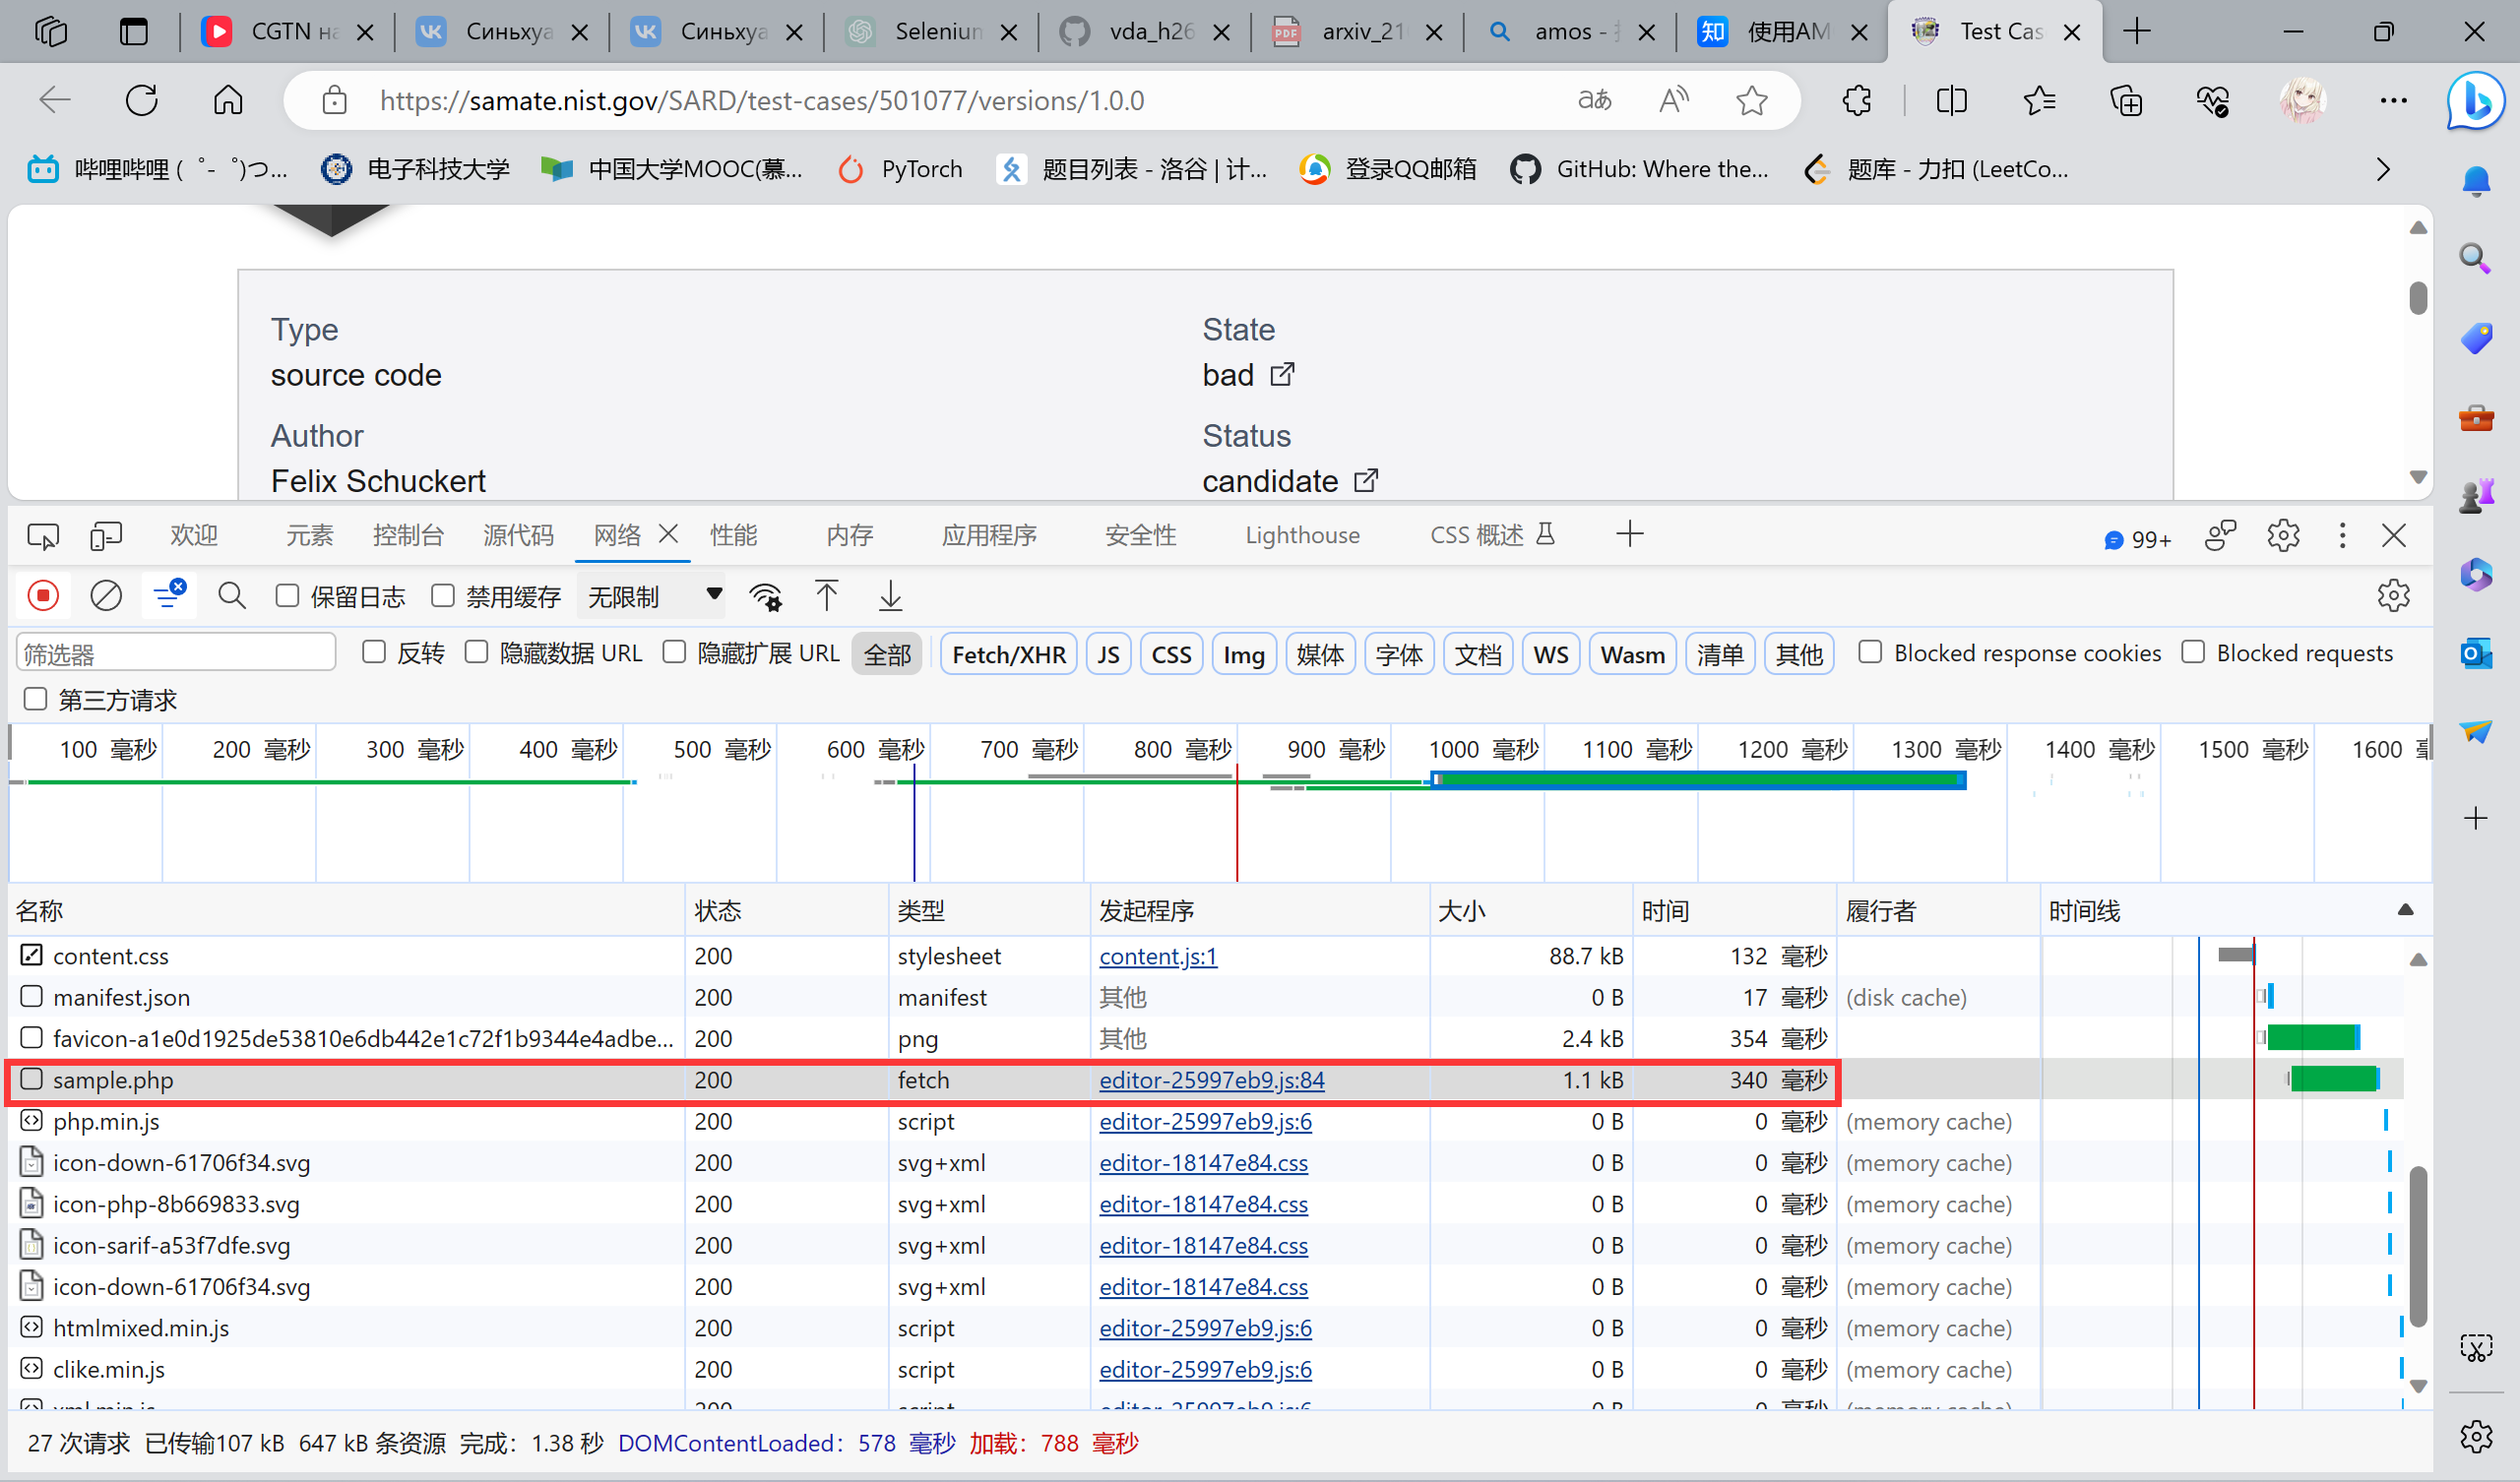 CGTN на
Синьхуа
Синьхуа
Selenium
vda_h26
arxiv_21
amos -
使用AM
Test Cas
https://samate.nist.gov/SARD/test-cases/501077/versions/1.0.0
哔哩哔哩 (゜-゜)つ...
电子科技大学
中国大学MOOC(慕...
PyTorch
题目列表 - 洛谷 | 计...
登录QQ邮箱
GitHub: Where the...
题库 - 力扣 (LeetCo...
Type State
source code bad
Author Status
Felix Schuckert candidate
欢迎 元素 控制台 源代码 网络 性能 内存 应用程序 安全性 Lighthouse CSS 概述 99+
保留日志 禁用缓存 无限制
筛选器 反转 隐藏数据 URL 隐藏扩展 URL 全部 Fetch/XHR JS CSS Img 媒体 字体 文档 WS Wasm 清单 其他 Blocked response cookies Blocked requests
第三方请求
100 毫秒 200 毫秒 300 毫秒 400 毫秒 500 毫秒 600 毫秒 700 毫秒 800 毫秒 900 毫秒 1000 毫秒 1100 毫秒 1200 毫秒 1300 毫秒 1400 毫秒 1500 毫秒 1600
名称 状态 类型 发起程序 大小 时间 履行者 时间线
content.css 200 stylesheet content.js:1 88.7 kB 132 毫秒
manifest.json 200 manifest 其他 0 B 17 毫秒 (disk cache)
favicon-a1e0d1925de53810e6db442e1c72f1b9344e4adbe... 200 png 其他 2.4 kB 354 毫秒
sample.php 200 fetch editor-25997eb9.js:84 1.1 kB 340 毫秒
php.min.js 200 script editor-25997eb9.js:6 0 B 0 毫秒 (memory cache)
icon-down-61706f34.svg 200 svg+xml editor-18147e84.css 0 B 0 毫秒 (memory cache)
icon-php-8b669833.svg 200 svg+xml editor-18147e84.css 0 B 0 毫秒 (memory cache)
icon-sarif-a53f7dfe.svg 200 svg+xml editor-18147e84.css 0 B 0 毫秒 (memory cache)
icon-down-61706f34.svg 200 svg+xml editor-18147e84.css 0 B 0 毫秒 (memory cache)
htmlmixed.min.js 200 script editor-25997eb9.js:6 0 B 0 毫秒 (memory cache)
clike.min.js 200 script editor-25997eb9.js:6 0 B 0 毫秒 (memory cache)
27 次请求 已传输107 kB 647 kB 条资源 完成：1.38 秒 DOMContentLoaded：578 毫秒 加载：788 毫秒